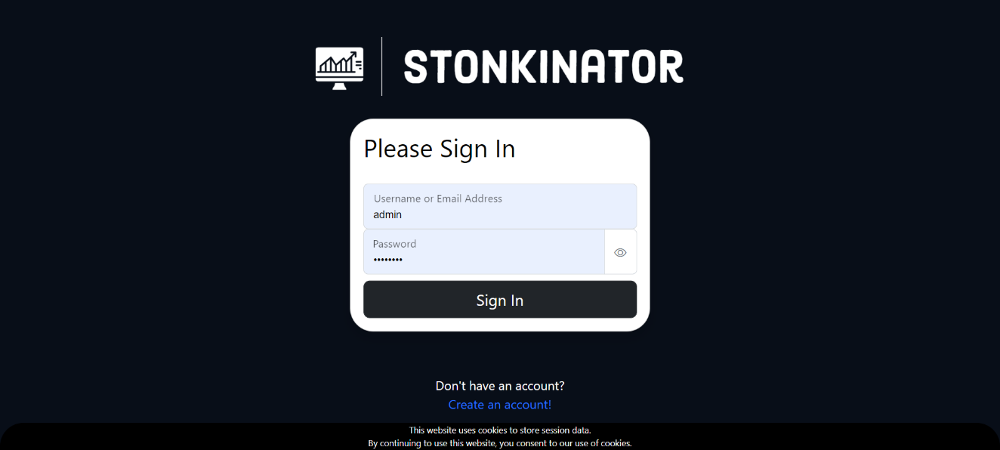 STONKINATOR
Please Sign In
Username or Email Address
admin
Password
••••••••
Sign In
Don't have an account?
Create an account!
This website uses cookies to store session data.
By continuing to use this website, you consent to our use of cookies.